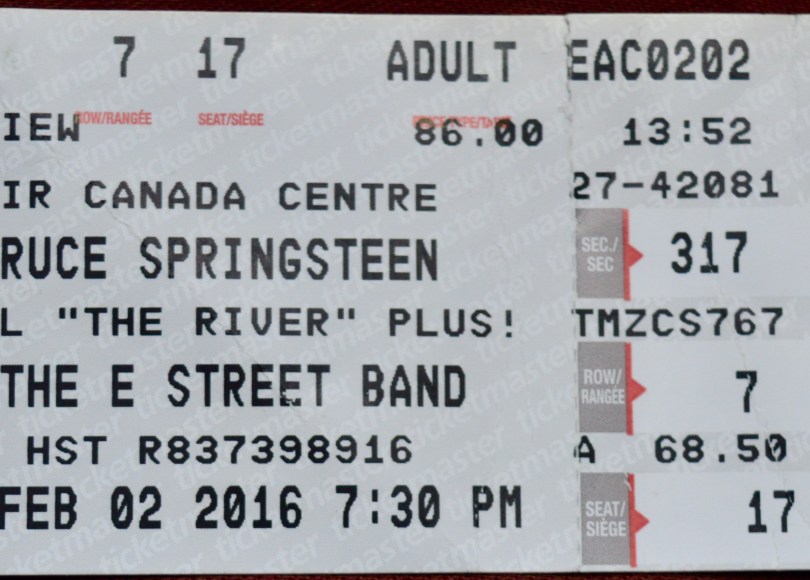 7 17 ADULT
ROW/RANGÉE SEAT/SIÈGE
IEW 86.00
IR CANADA CENTRE
RUCE SPRINGSTEEN
L "THE RIVER" PLUS!
THE E STREET BAND
HST R837398916
FEB 02 2016 7:30 PM
EAC0202
13:52
27-42081
SEC./
SEC 317
TMZCS767
ROW/
RANGÉE 7
A 68.50
SEAT/
SIÈGE 17
ticketmaster